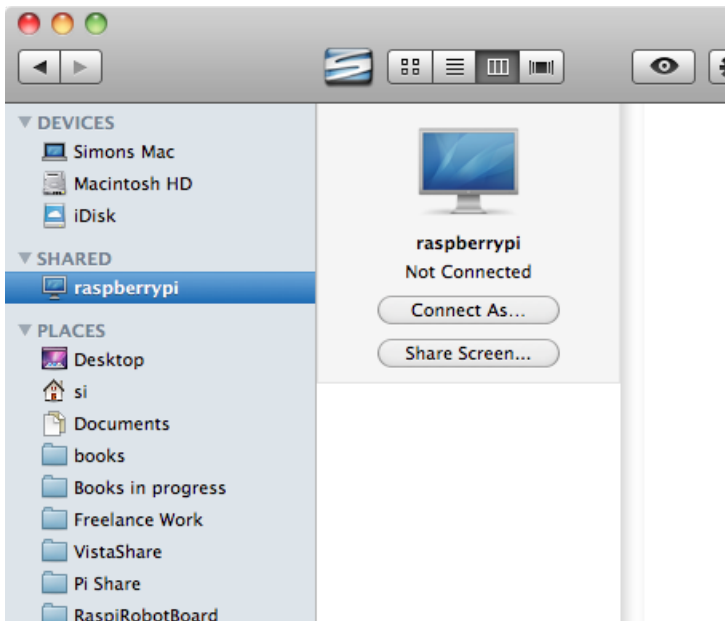 DEVICES
Simons Mac
Macintosh HD
iDisk
SHARED
raspberrypi
PLACES
Desktop
si
Documents
books
Books in progress
Freelance Work
VistaShare
Pi Share
RaspiRobotBoard
raspberrypi
Not Connected
Connect As...
Share Screen...